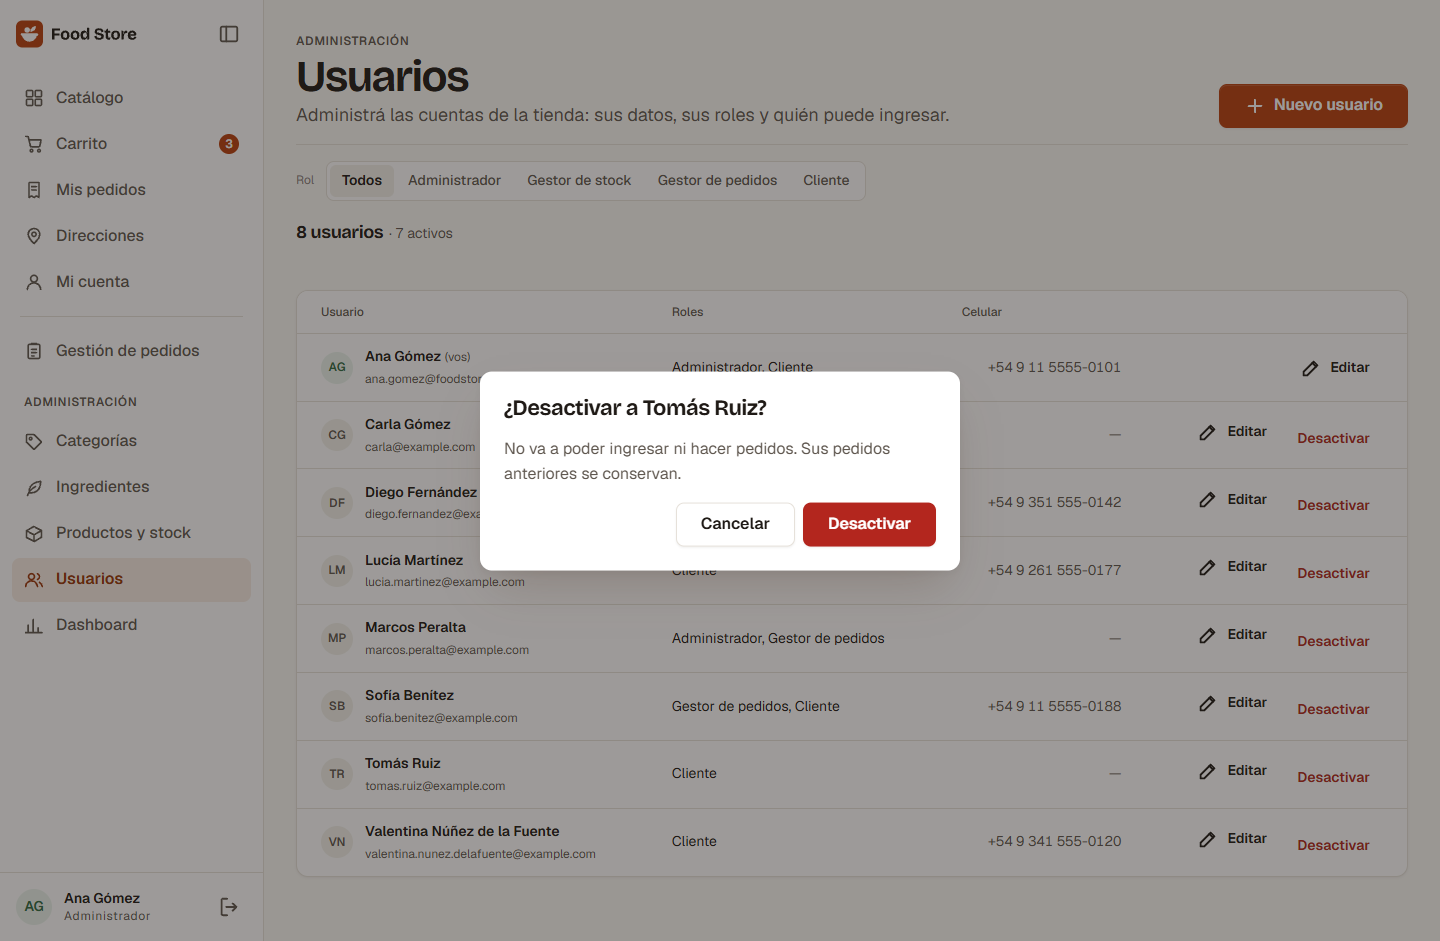 Food Store
Catálogo
Carrito 3
Mis pedidos
Direcciones
Mi cuenta
Gestión de pedidos
ADMINISTRACIÓN
Categorías
Ingredientes
Productos y stock
Usuarios
Dashboard
AG Ana Gómez
Administrador
ADMINISTRACIÓN
Usuarios
Administrá las cuentas de la tienda: sus datos, sus roles y quién puede ingresar.
Nuevo usuario
Rol Todos Administrador Gestor de stock Gestor de pedidos Cliente
8 usuarios · 7 activos
Usuario Roles Celular
AG Ana Gómez (vos) Administrador, Cliente +54 9 11 5555-0101 Editar
CG Carla Gómez — Editar Desactivar
carla@example.com
DF Diego Fernández +54 9 351 555-0142 Editar Desactivar
LM Lucía Martínez Cliente +54 9 261 555-0177 Editar Desactivar
lucia.martinez@example.com
MP Marcos Peralta Administrador, Gestor de pedidos — Editar Desactivar
marcos.peralta@example.com
SB Sofía Benítez Gestor de pedidos, Cliente +54 9 11 5555-0188 Editar Desactivar
sofia.benitez@example.com
TR Tomás Ruiz Cliente — Editar Desactivar
tomas.ruiz@example.com
VN Valentina Núñez de la Fuente Cliente +54 9 341 555-0120 Editar Desactivar
valentina.nunez.delafuente@example.com
¿Desactivar a Tomás Ruiz?
No va a poder ingresar ni hacer pedidos. Sus pedidos
anteriores se conservan.
Cancelar Desactivar